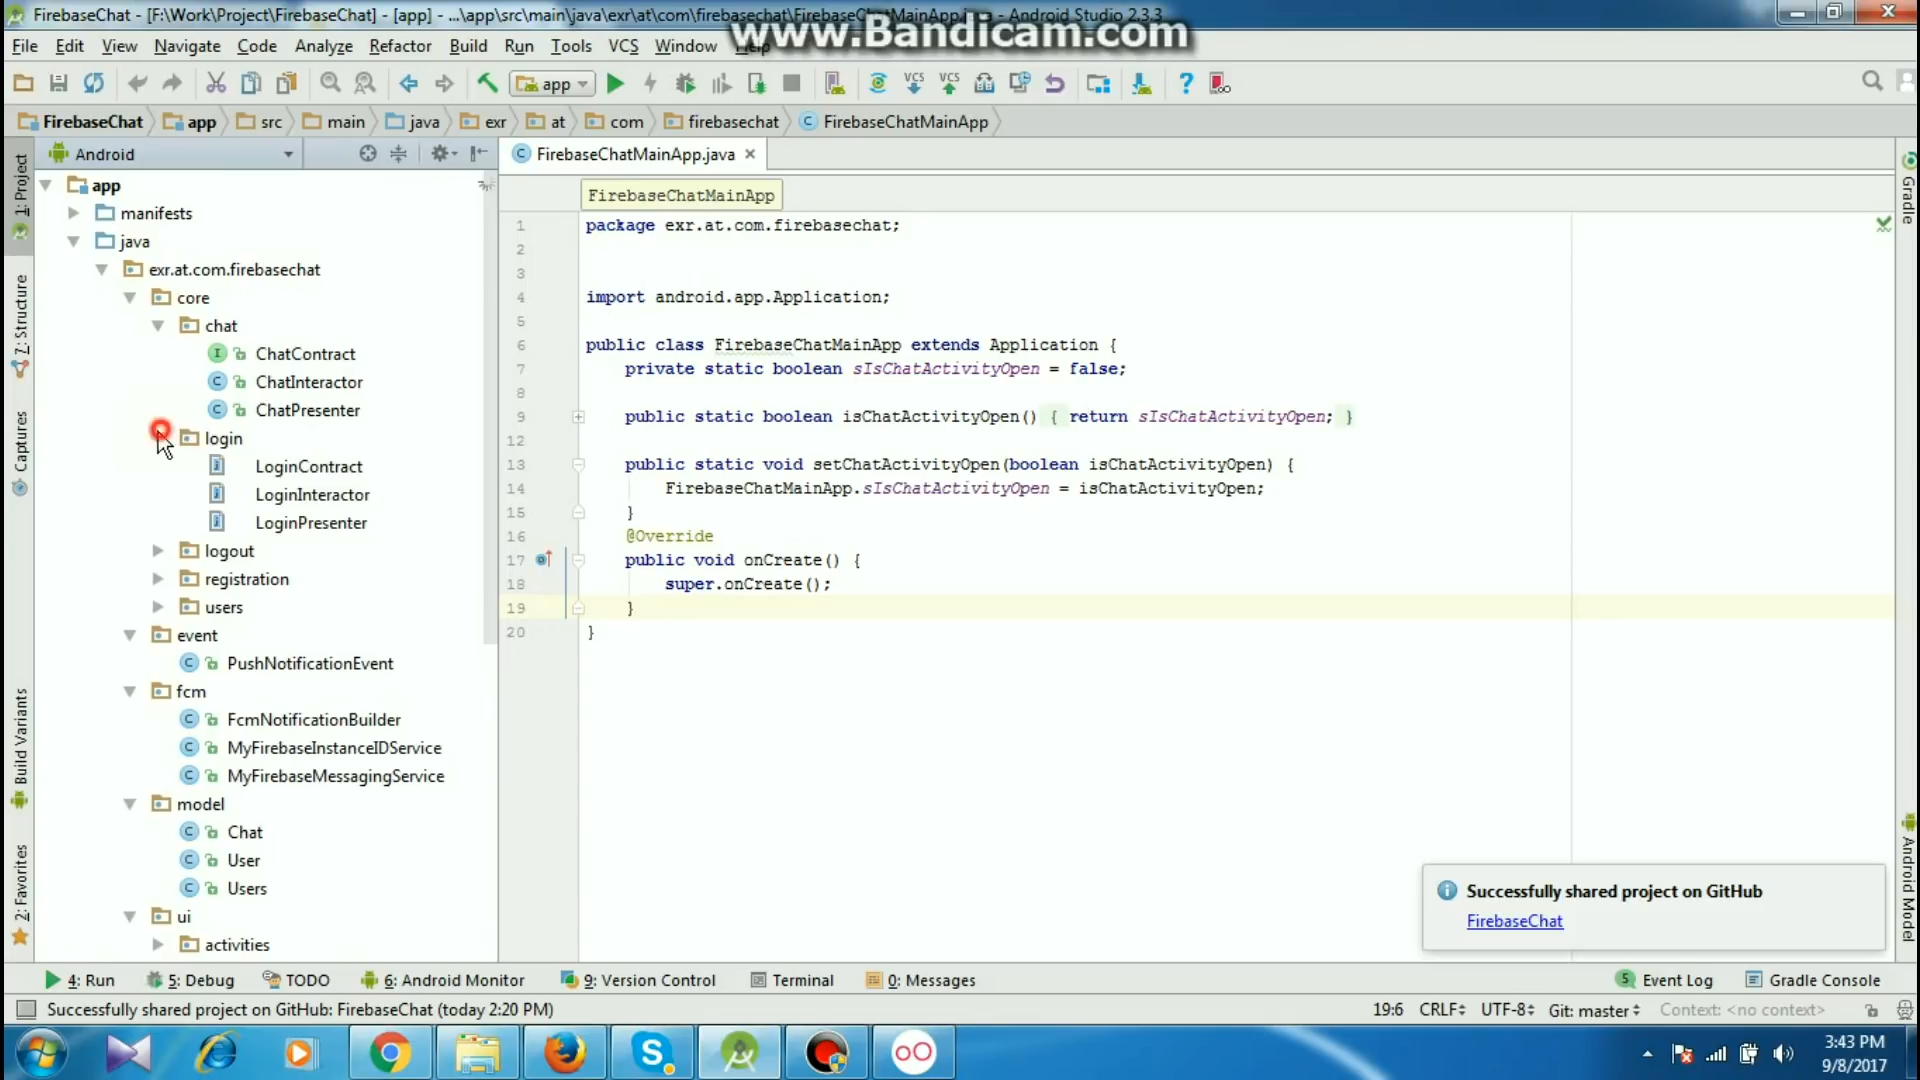 FirebaseChat - [F:\Work\Project\FirebaseChat] - [app] - ...\app\src\main\java\exr\at\com\firebasechat\FirebaseChatMainApp.java - Android Studio 2.3.3
www.Bandicam.com
File Edit View Navigate Code Analyze Refactor Build Run Tools VCS Window Help
app VCS VCS
FirebaseChat app src main java exr at com firebasechat FirebaseChatMainApp
Android
FirebaseChatMainApp.java
FirebaseChatMainApp
1: Project
7: Structure
Captures
Build Variants
2: Favorites
Gradle
Android Model
app
manifests
java
exr.at.com.firebasechat
core
chat
ChatContract
ChatInteractor
ChatPresenter
login
LoginContract
LoginInteractor
LoginPresenter
logout
registration
users
event
PushNotificationEvent
fcm
FcmNotificationBuilder
MyFirebaseInstanceIDService
MyFirebaseMessagingService
model
Chat
User
Users
ui
activities
1 package exr.at.com.firebasechat;
2
3
4 import android.app.Application;
5
6 public class FirebaseChatMainApp extends Application {
7 private static boolean sIsChatActivityOpen = false;
8
9 public static boolean isChatActivityOpen() { return sIsChatActivityOpen; }
12
13 public static void setChatActivityOpen(boolean isChatActivityOpen) {
14 FirebaseChatMainApp.sIsChatActivityOpen = isChatActivityOpen;
15 }
16 @Override
17 public void onCreate() {
18 super.onCreate();
19 }
20 }
Successfully shared project on GitHub
FirebaseChat
4: Run 5: Debug TODO 6: Android Monitor 9: Version Control Terminal 0: Messages 5 Event Log Gradle Console
Successfully shared project on GitHub: FirebaseChat (today 2:20 PM) 19:6 CRLF UTF-8 Git: master Context: <no context>
3:43 PM
9/8/2017